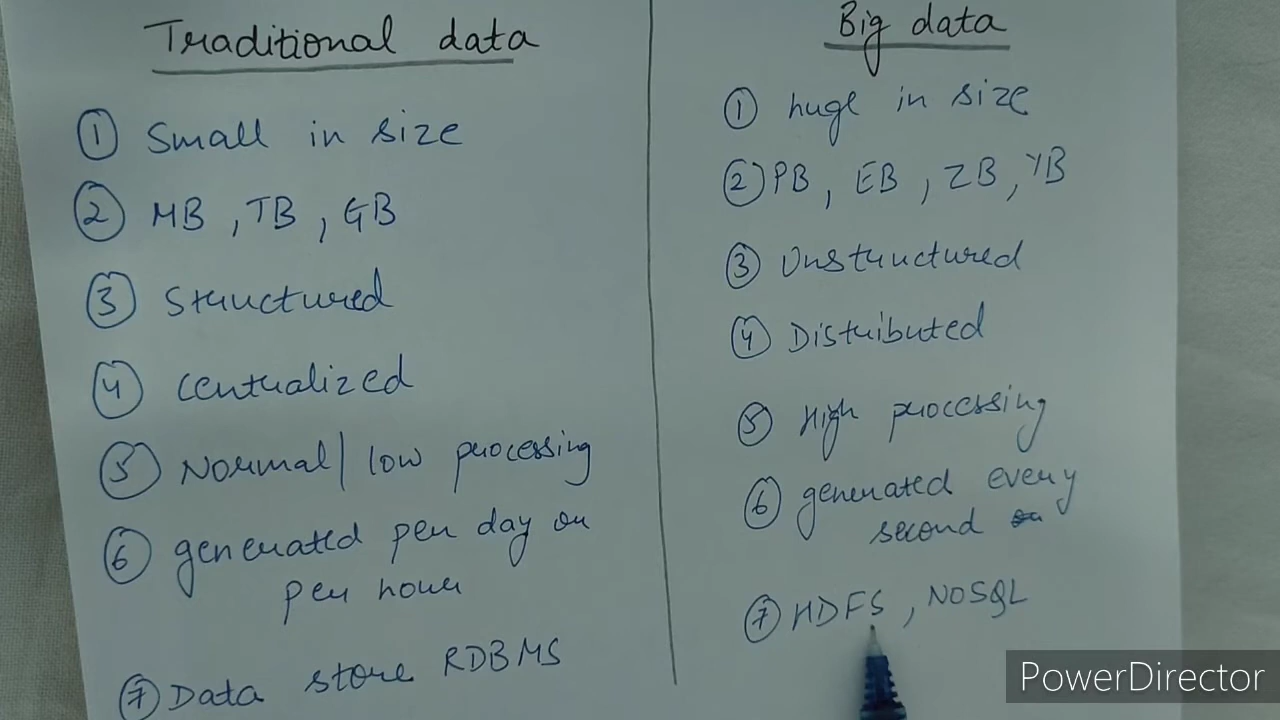 Traditional data
① Small in size
② MB, TB, GB
③ Structured
④ Centralized
⑤ Normal/low processing
⑥ generated per day or
per hour
⑦ Data store RDBMS
Big data
① huge in size
② PB, EB, ZB, YB
③ Unstructured
④ Distributed
⑤ High processing
⑥ generated every
second
⑦ HDFS, NOSQL
PowerDirector